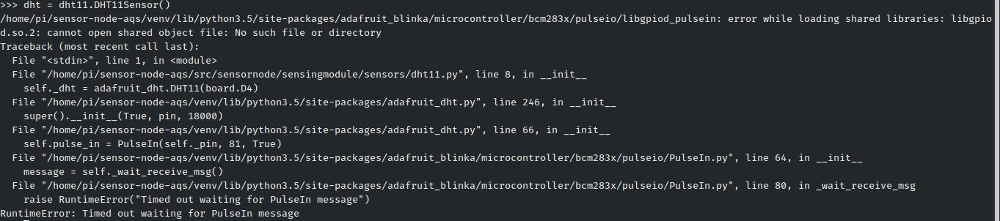 >>> dht = dht11.DHT11Sensor()
/home/pi/sensor-node-aqs/venv/lib/python3.5/site-packages/adafruit_blinka/microcontroller/bcm283x/pulseio/libgpiod_pulsein: error while loading shared libraries: libgpio
d.so.2: cannot open shared object file: No such file or directory
Traceback (most recent call last):
  File "<stdin>", line 1, in <module>
  File "/home/pi/sensor-node-aqs/src/sensornode/sensingmodule/sensors/dht11.py", line 8, in __init__
    self._dht = adafruit_dht.DHT11(board.D4)
  File "/home/pi/sensor-node-aqs/venv/lib/python3.5/site-packages/adafruit_dht.py", line 246, in __init__
    super().__init__(True, pin, 18000)
  File "/home/pi/sensor-node-aqs/venv/lib/python3.5/site-packages/adafruit_dht.py", line 66, in __init__
    self.pulse_in = PulseIn(self._pin, 81, True)
  File "/home/pi/sensor-node-aqs/venv/lib/python3.5/site-packages/adafruit_blinka/microcontroller/bcm283x/pulseio/PulseIn.py", line 64, in __init__
    message = self._wait_receive_msg()
  File "/home/pi/sensor-node-aqs/venv/lib/python3.5/site-packages/adafruit_blinka/microcontroller/bcm283x/pulseio/PulseIn.py", line 80, in _wait_receive_msg
    raise RuntimeError("Timed out waiting for PulseIn message")
RuntimeError: Timed out waiting for PulseIn message